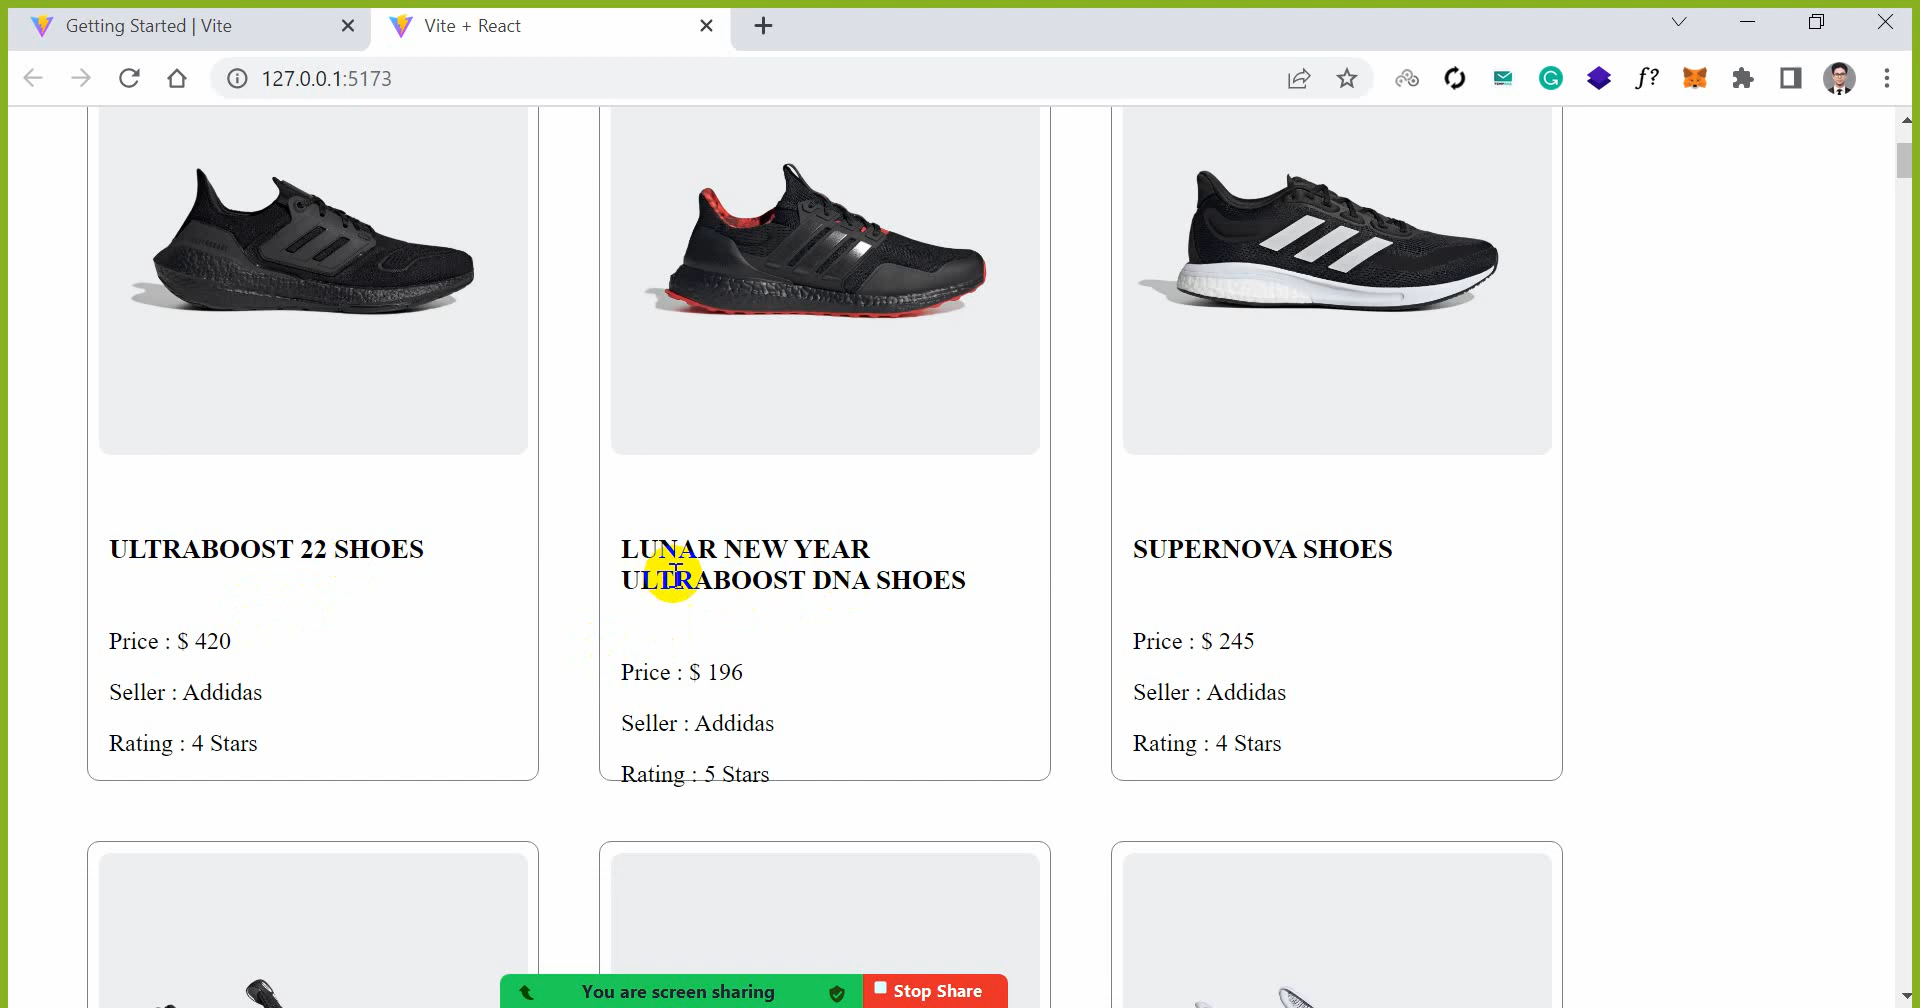 Getting Started | Vite
Vite + React
127.0.0.1:5173
f?
ULTRABOOST 22 SHOES
Price : $ 420
Seller : Addidas
Rating : 4 Stars
LUNAR NEW YEAR
ULTRABOOST DNA SHOES
Price : $ 196
Seller : Addidas
Rating : 5 Stars
SUPERNOVA SHOES
Price : $ 245
Seller : Addidas
Rating : 4 Stars
You are screen sharing
Stop Share